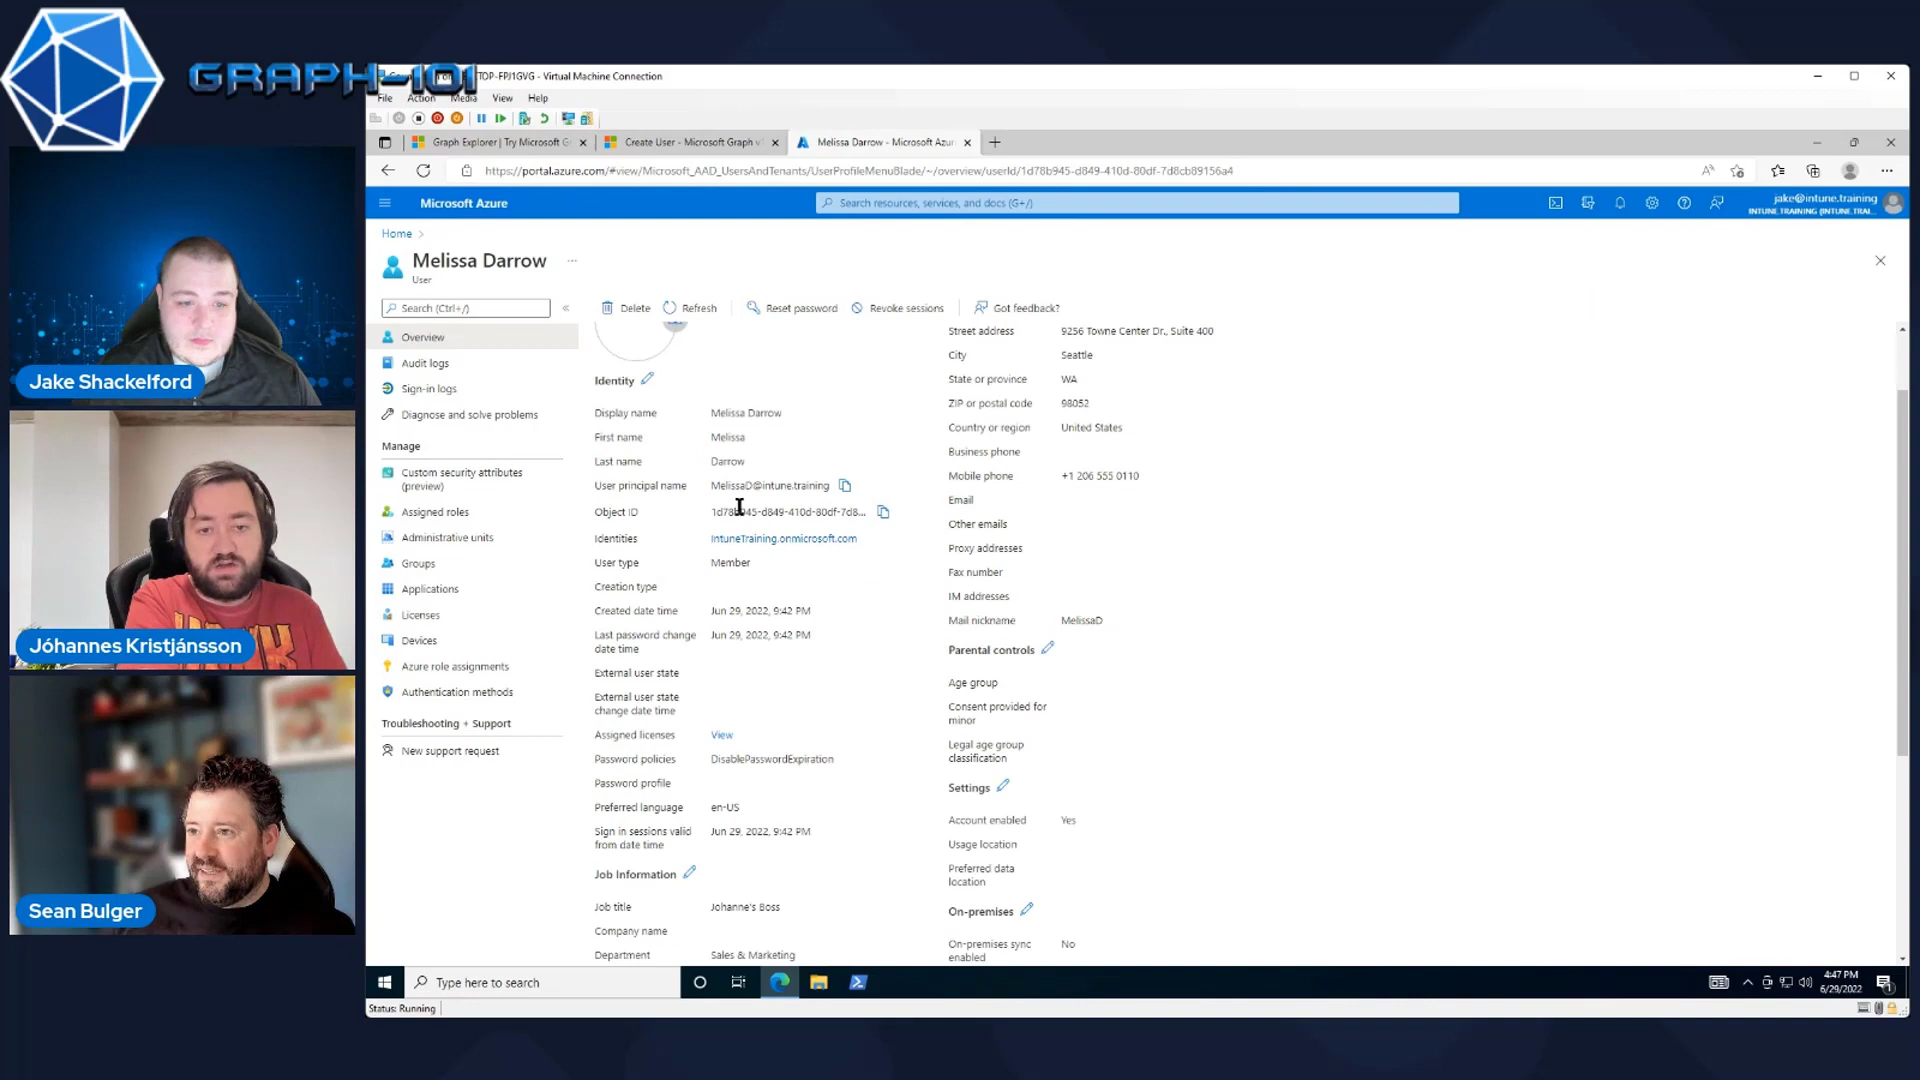 GRAPH-101
TOP-FPJ1GVG - Virtual Machine Connection
File Action Media View Help
Graph Explorer | Try Microsoft G
Create User - Microsoft Graph v
Melissa Darrow - Microsoft Azur
https://portal.azure.com/#view/Microsoft_AAD_UsersAndTenants/UserProfileMenuBlade/~/overview/userId/1d78b945-d849-410d-80df-7d8cb89156a4
Microsoft Azure
Search resources, services, and docs (G+/)
jake@intune.training
INTUNE.TRAINING (INTUNE.TRAI...
Home >
Melissa Darrow ...
User
Search (Ctrl+/)
«
Overview
Audit logs
Sign-in logs
Diagnose and solve problems
Manage
Custom security attributes
(preview)
Assigned roles
Administrative units
Groups
Applications
Licenses
Devices
Azure role assignments
Authentication methods
Troubleshooting + Support
New support request
Delete Refresh Reset password Revoke sessions Got feedback?
Identity
Display name Melissa Darrow
First name Melissa
Last name Darrow
User principal name MelissaD@intune.training
Object ID 1d78b945-d849-410d-80df-7d8...
Identities IntuneTraining.onmicrosoft.com
User type Member
Creation type
Created date time Jun 29, 2022, 9:42 PM
Last password change
date time
Jun 29, 2022, 9:42 PM
External user state
External user state
change date time
Assigned licenses View
Password policies DisablePasswordExpiration
Password profile
Preferred language en-US
Sign in sessions valid
from date time
Jun 29, 2022, 9:42 PM
Job Information
Job title Johanne's Boss
Company name
Department Sales & Marketing
Street address 9256 Towne Center Dr., Suite 400
City Seattle
State or province WA
ZIP or postal code 98052
Country or region United States
Business phone
Mobile phone +1 206 555 0110
Email
Other emails
Proxy addresses
Fax number
IM addresses
Mail nickname MelissaD
Parental controls
Age group
Consent provided for
minor
Legal age group
classification
Settings
Account enabled Yes
Usage location
Preferred data
location
On-premises
On-premises sync
enabled
No
Type here to search
4:47 PM
6/29/2022
1
Status: Running
Jake Shackelford
Jóhannes Kristjánsson
Sean Bulger